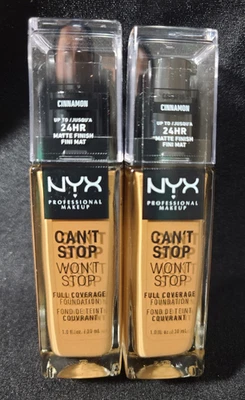 CINNAMON
UP TO / JUSQU'À
24HR
MATTE FINISH
FINI MAT
NYX
PROFESSIONAL
MAKEUP
CAN'T
STOP
WON'T
STOP
FULL COVERAGE
FOUNDATION
FOND DE TEINT
COUVRANT
CINNAMON
UP TO / JUSQU'À
24HR
MATTE FINISH
FINI MAT
NYX
PROFESSIONAL
MAKEUP
CAN'T
STOP
WON'T
STOP
FULL COVERAGE
FOUNDATION
FOND DE TEINT
COUVRANT